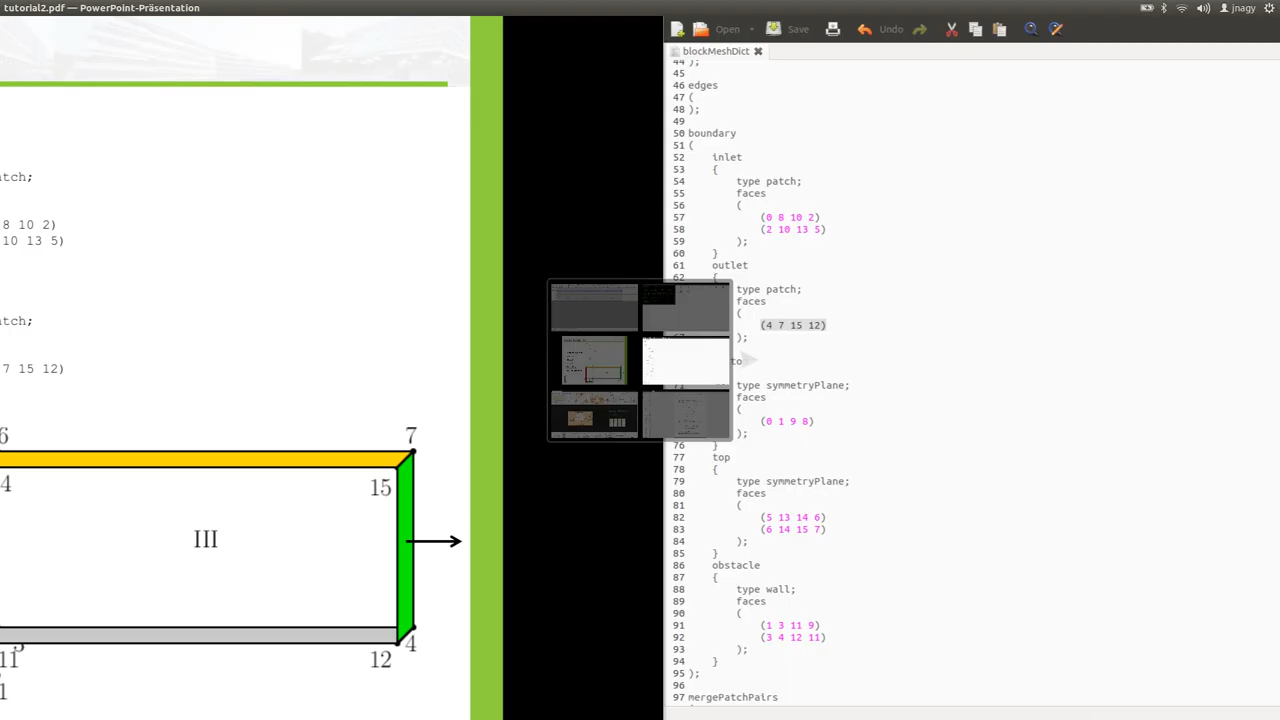 tutorial2.pdf — PowerPoint-Präsentation
jnagy
Open
Save
Undo
blockMeshDict
tch;
8 10 2)
10 13 5)
tch;
7 15 12)
6
7
4
15
III
4
12
11
1
44 );
45
46 edges
47 (
48 );
49
50 boundary
51 (
52 inlet
53 {
54 type patch;
55 faces
56 (
57 (0 8 10 2)
58 (2 10 13 5)
59 );
60 }
61 outlet
62 {
type patch;
faces
(
(4 7 15 12)
);
to
type symmetryPlane;
faces
(
(0 1 9 8)
);
76 }
77 top
78 {
79 type symmetryPlane;
80 faces
81 (
82 (5 13 14 6)
83 (6 14 15 7)
84 );
85 }
86 obstacle
87 {
88 type wall;
89 faces
90 (
91 (1 3 11 9)
92 (3 4 12 11)
93 );
94 }
95 );
96
97 mergePatchPairs